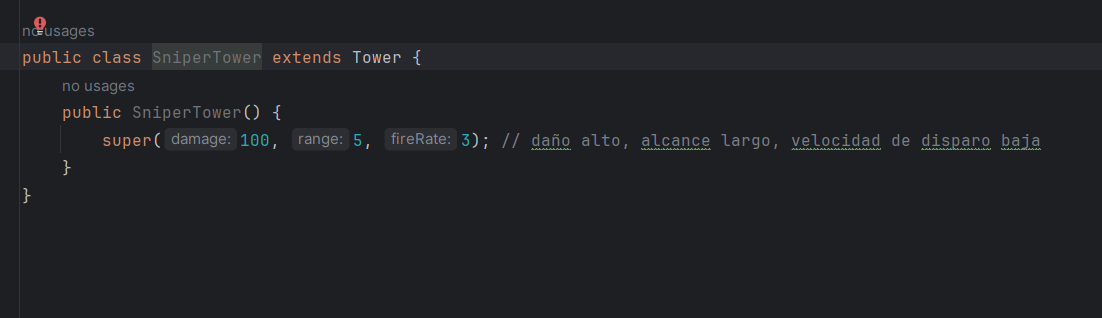 no usages
public class SniperTower extends Tower {
no usages
public SniperTower() {
super( damage: 100, range: 5, fireRate: 3); // daño alto, alcance largo, velocidad de disparo baja
}
}